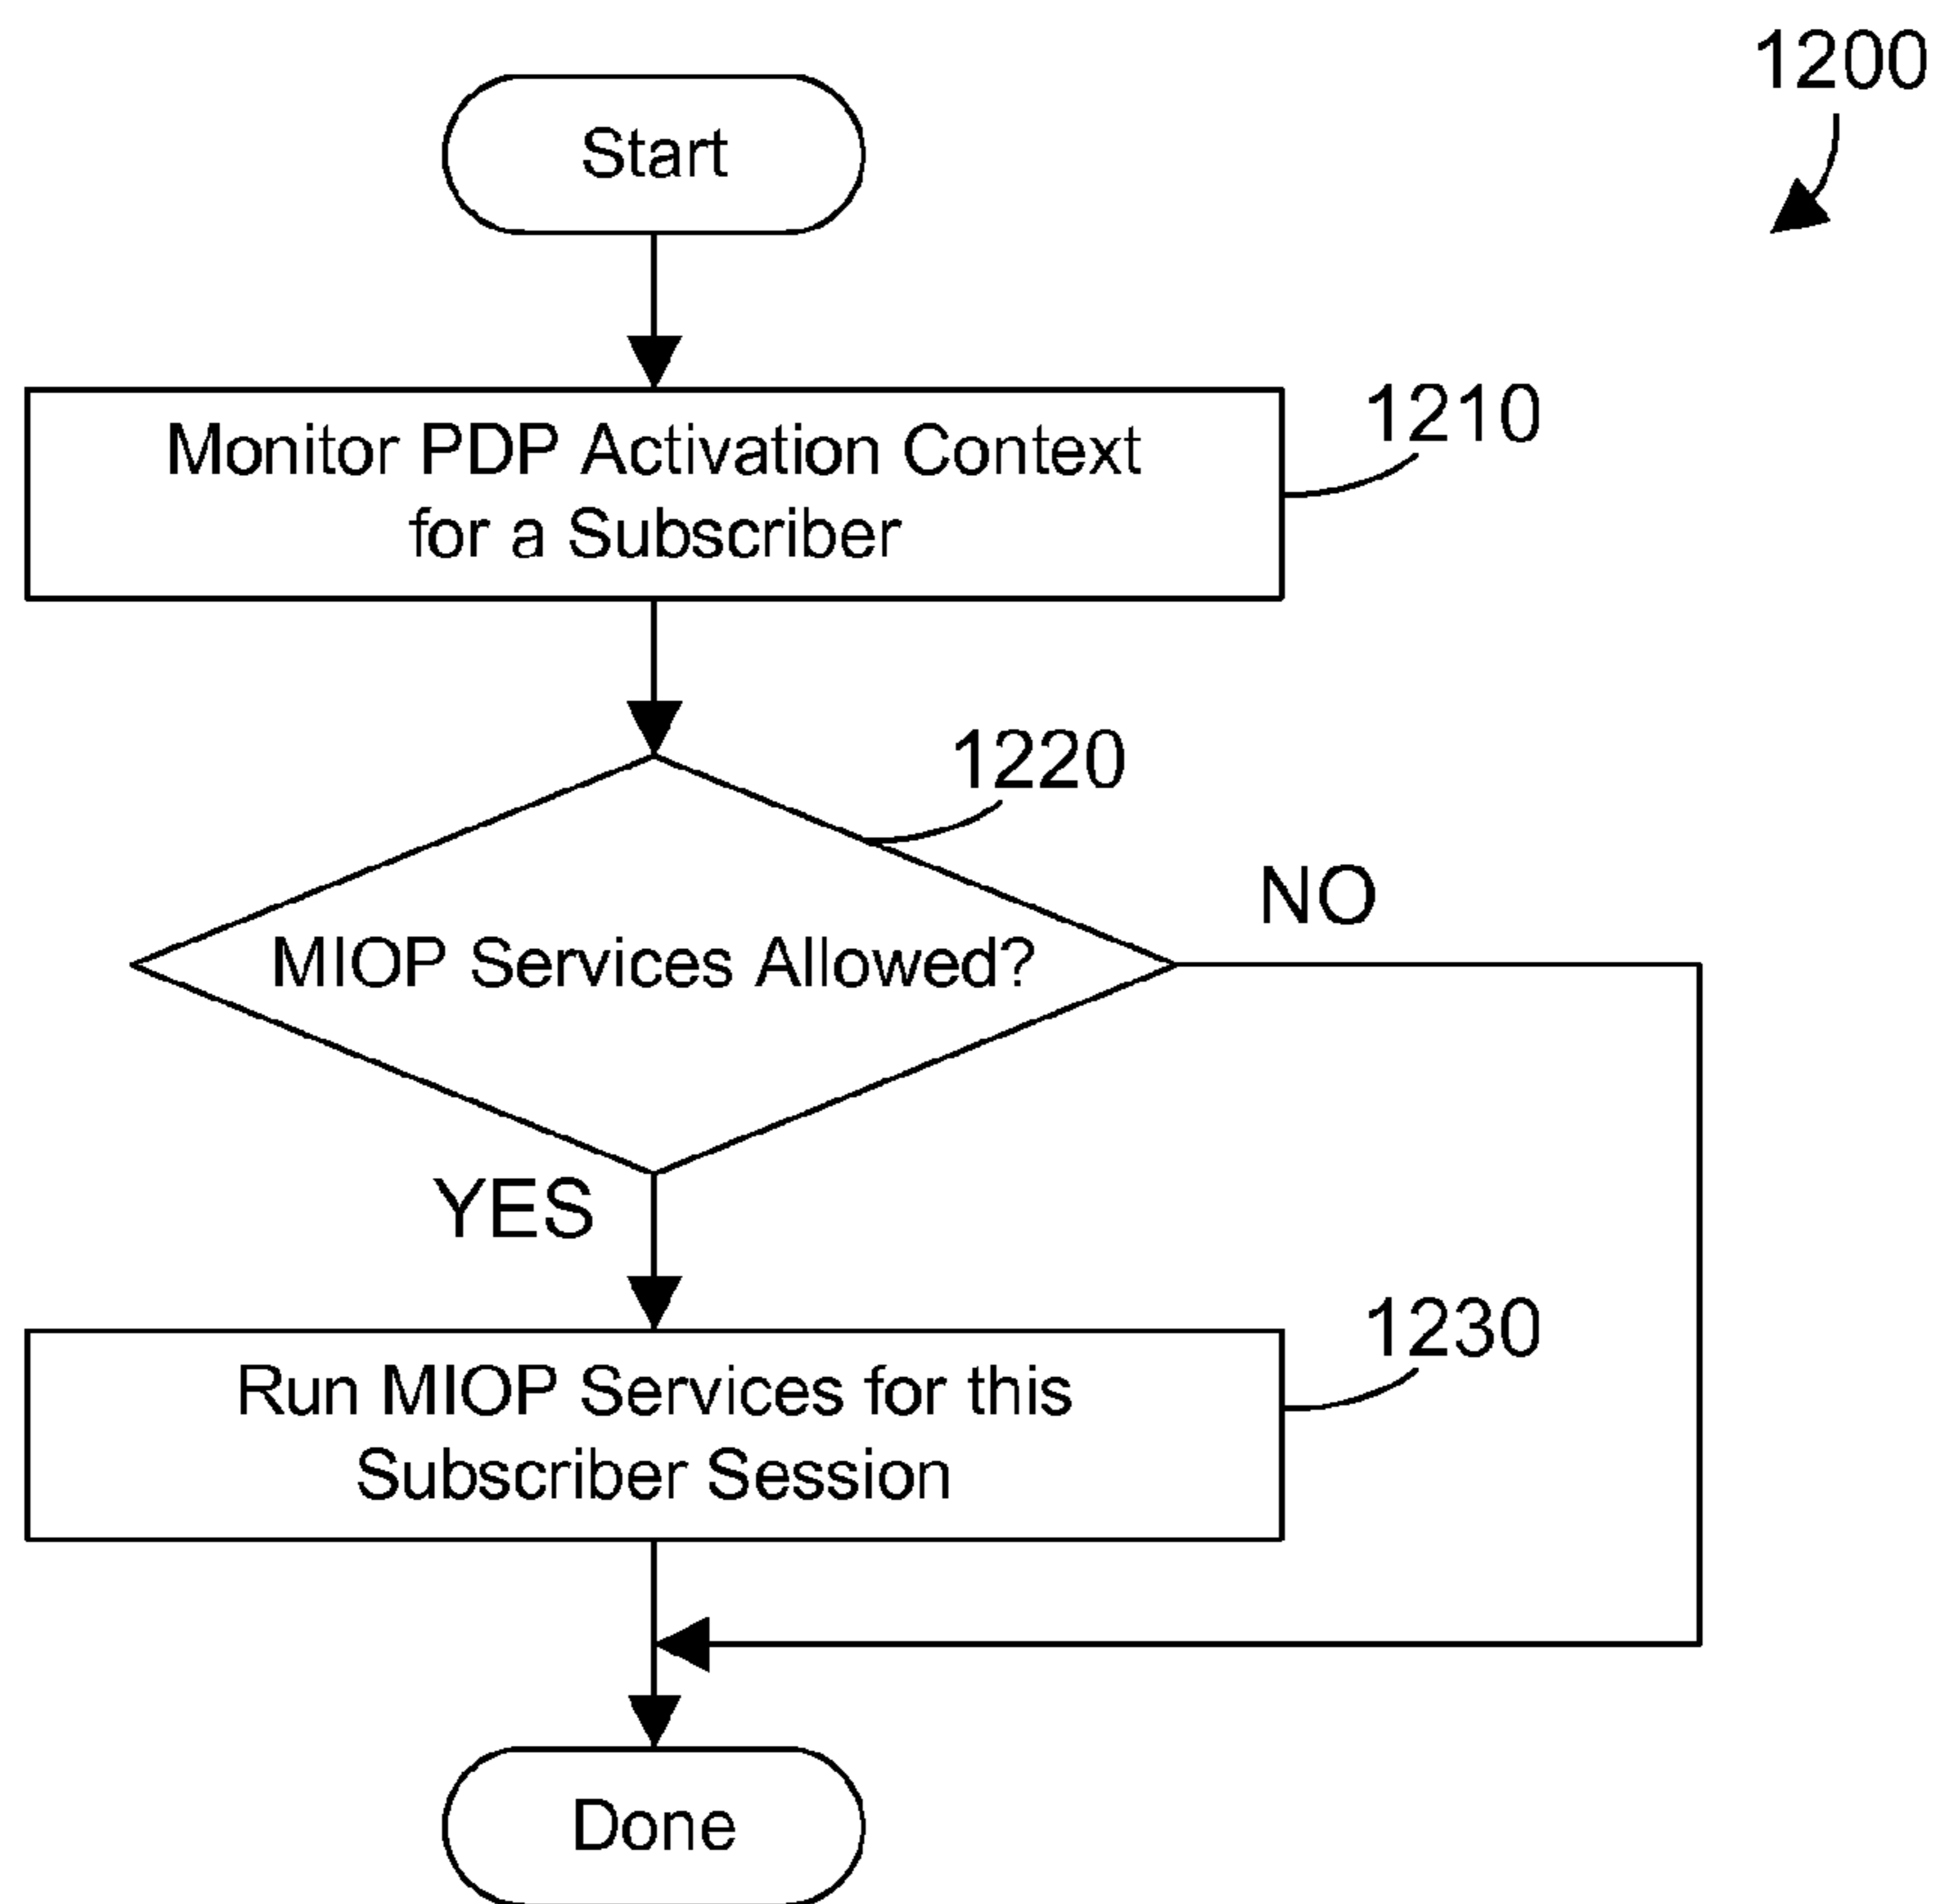 1200
Start
Monitor PDP Activation Context
for a Subscriber
1210
1220
MIOP Services Allowed?
NO
YES
Run MIOP Services for this
Subscriber Session
1230
Done